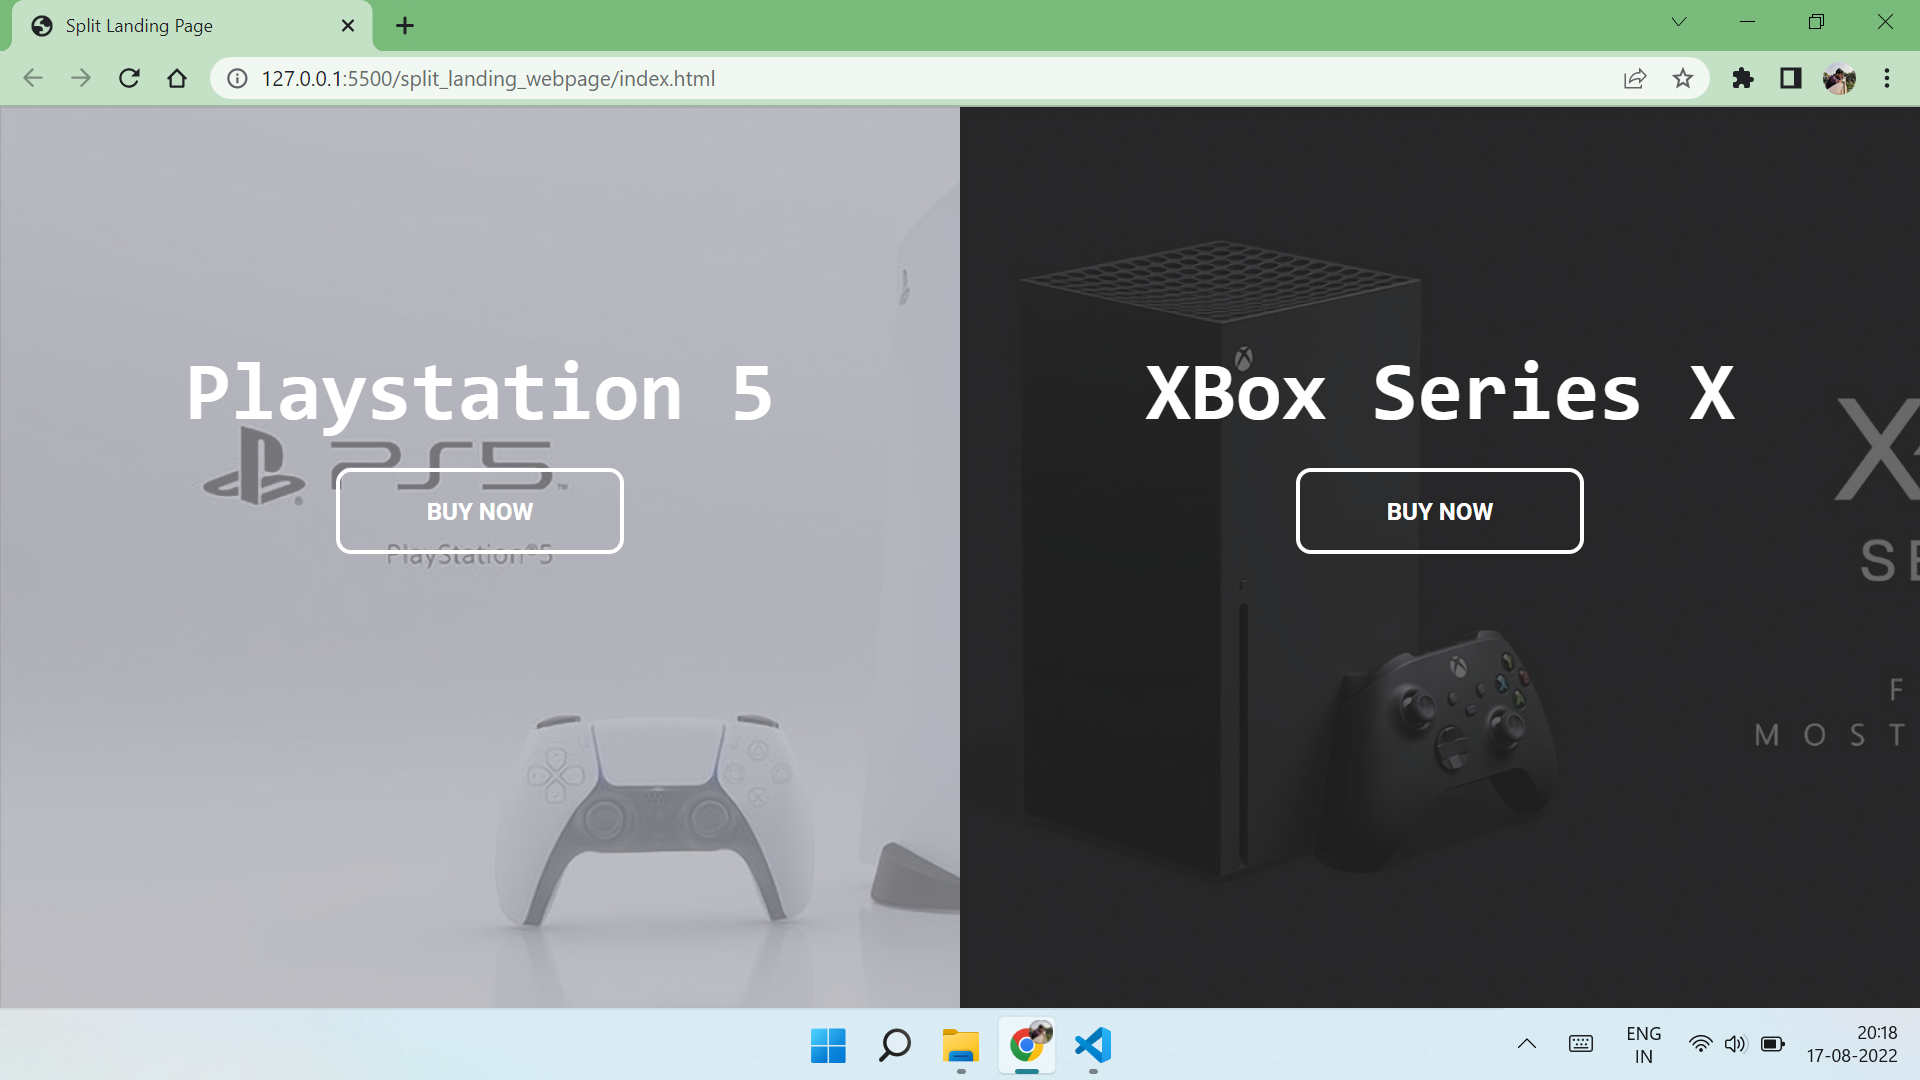 Split Landing Page
127.0.0.1:5500/split_landing_webpage/index.html
Playstation 5
PS5
BUY NOW
PlayStation®5
XBox Series X
BUY NOW
X
SE
F
MOST
ENG
IN
20:18
17-08-2022